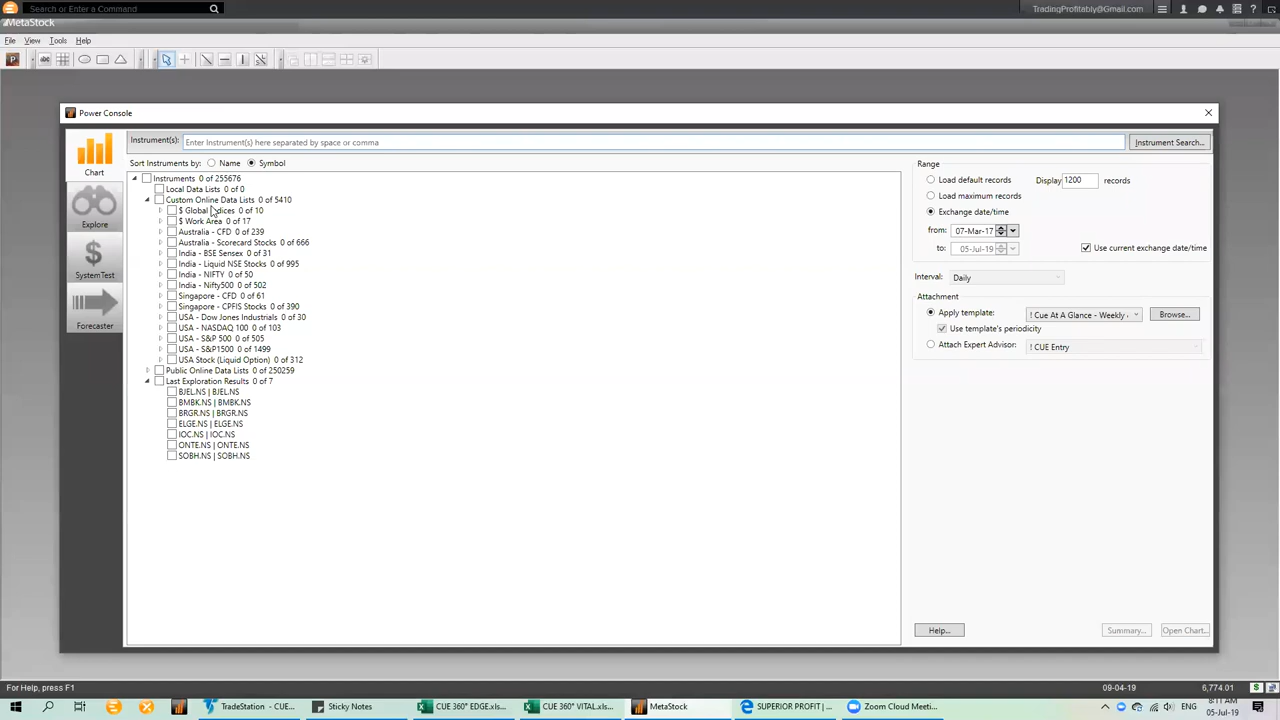 Search or Enter Command
TradingProfitably@Gmail.com
MetaStock
File View Tools Help
P abc
Power Console
Chart
Explore
$
SystemTest
Forecaster
Instrument(s): Enter Instrument(s) here separated by space or comma Instrument Search...
Sort Instruments by: Name Symbol
Instruments 0 of 255676
Local Data Lists 0 of 0
Custom Online Data Lists 0 of 5410
$ Global Indices 0 of 10
$ Work Area 0 of 17
Australia - CFD 0 of 239
Australia - Scorecard Stocks 0 of 666
India - BSE Sensex 0 of 31
India - Liquid NSE Stocks 0 of 995
India - NIFTY 0 of 50
India - Nifty500 0 of 502
Singapore - CFD 0 of 61
Singapore - CPFIS Stocks 0 of 390
USA - Dow Jones Industrials 0 of 30
USA - NASDAQ 100 0 of 103
USA - S&P 500 0 of 505
USA - S&P1500 0 of 1499
USA Stock (Liquid Option) 0 of 312
Public Online Data Lists 0 of 250259
Last Exploration Results 0 of 7
BJEL.NS | BJEL.NS
BMBK.NS | BMBK.NS
BRGR.NS | BRGR.NS
ELGE.NS | ELGE.NS
IOC.NS | IOC.NS
ONTE.NS | ONTE.NS
SOBH.NS | SOBH.NS
Range
Load default records Display 1200 records
Load maximum records
Exchange date/time
from: 07-Mar-17
to: 05-Jul-19 Use current exchange date/time
Interval: Daily
Attachment
Apply template: ! Cue At A Glance - Weekly Browse...
Use template's periodicity
Attach Expert Advisor: ! CUE Entry
Help... Summary... Open Chart...
For Help, press F1 09-04-19 6,774.01 $
TradeStation - CUE... Sticky Notes CUE 360° EDGE.xls... CUE 360° VITAL.xls... MetaStock SUPERIOR PROFIT | ... Zoom Cloud Meeti... ENG 8:11 AM
05-Jul-19